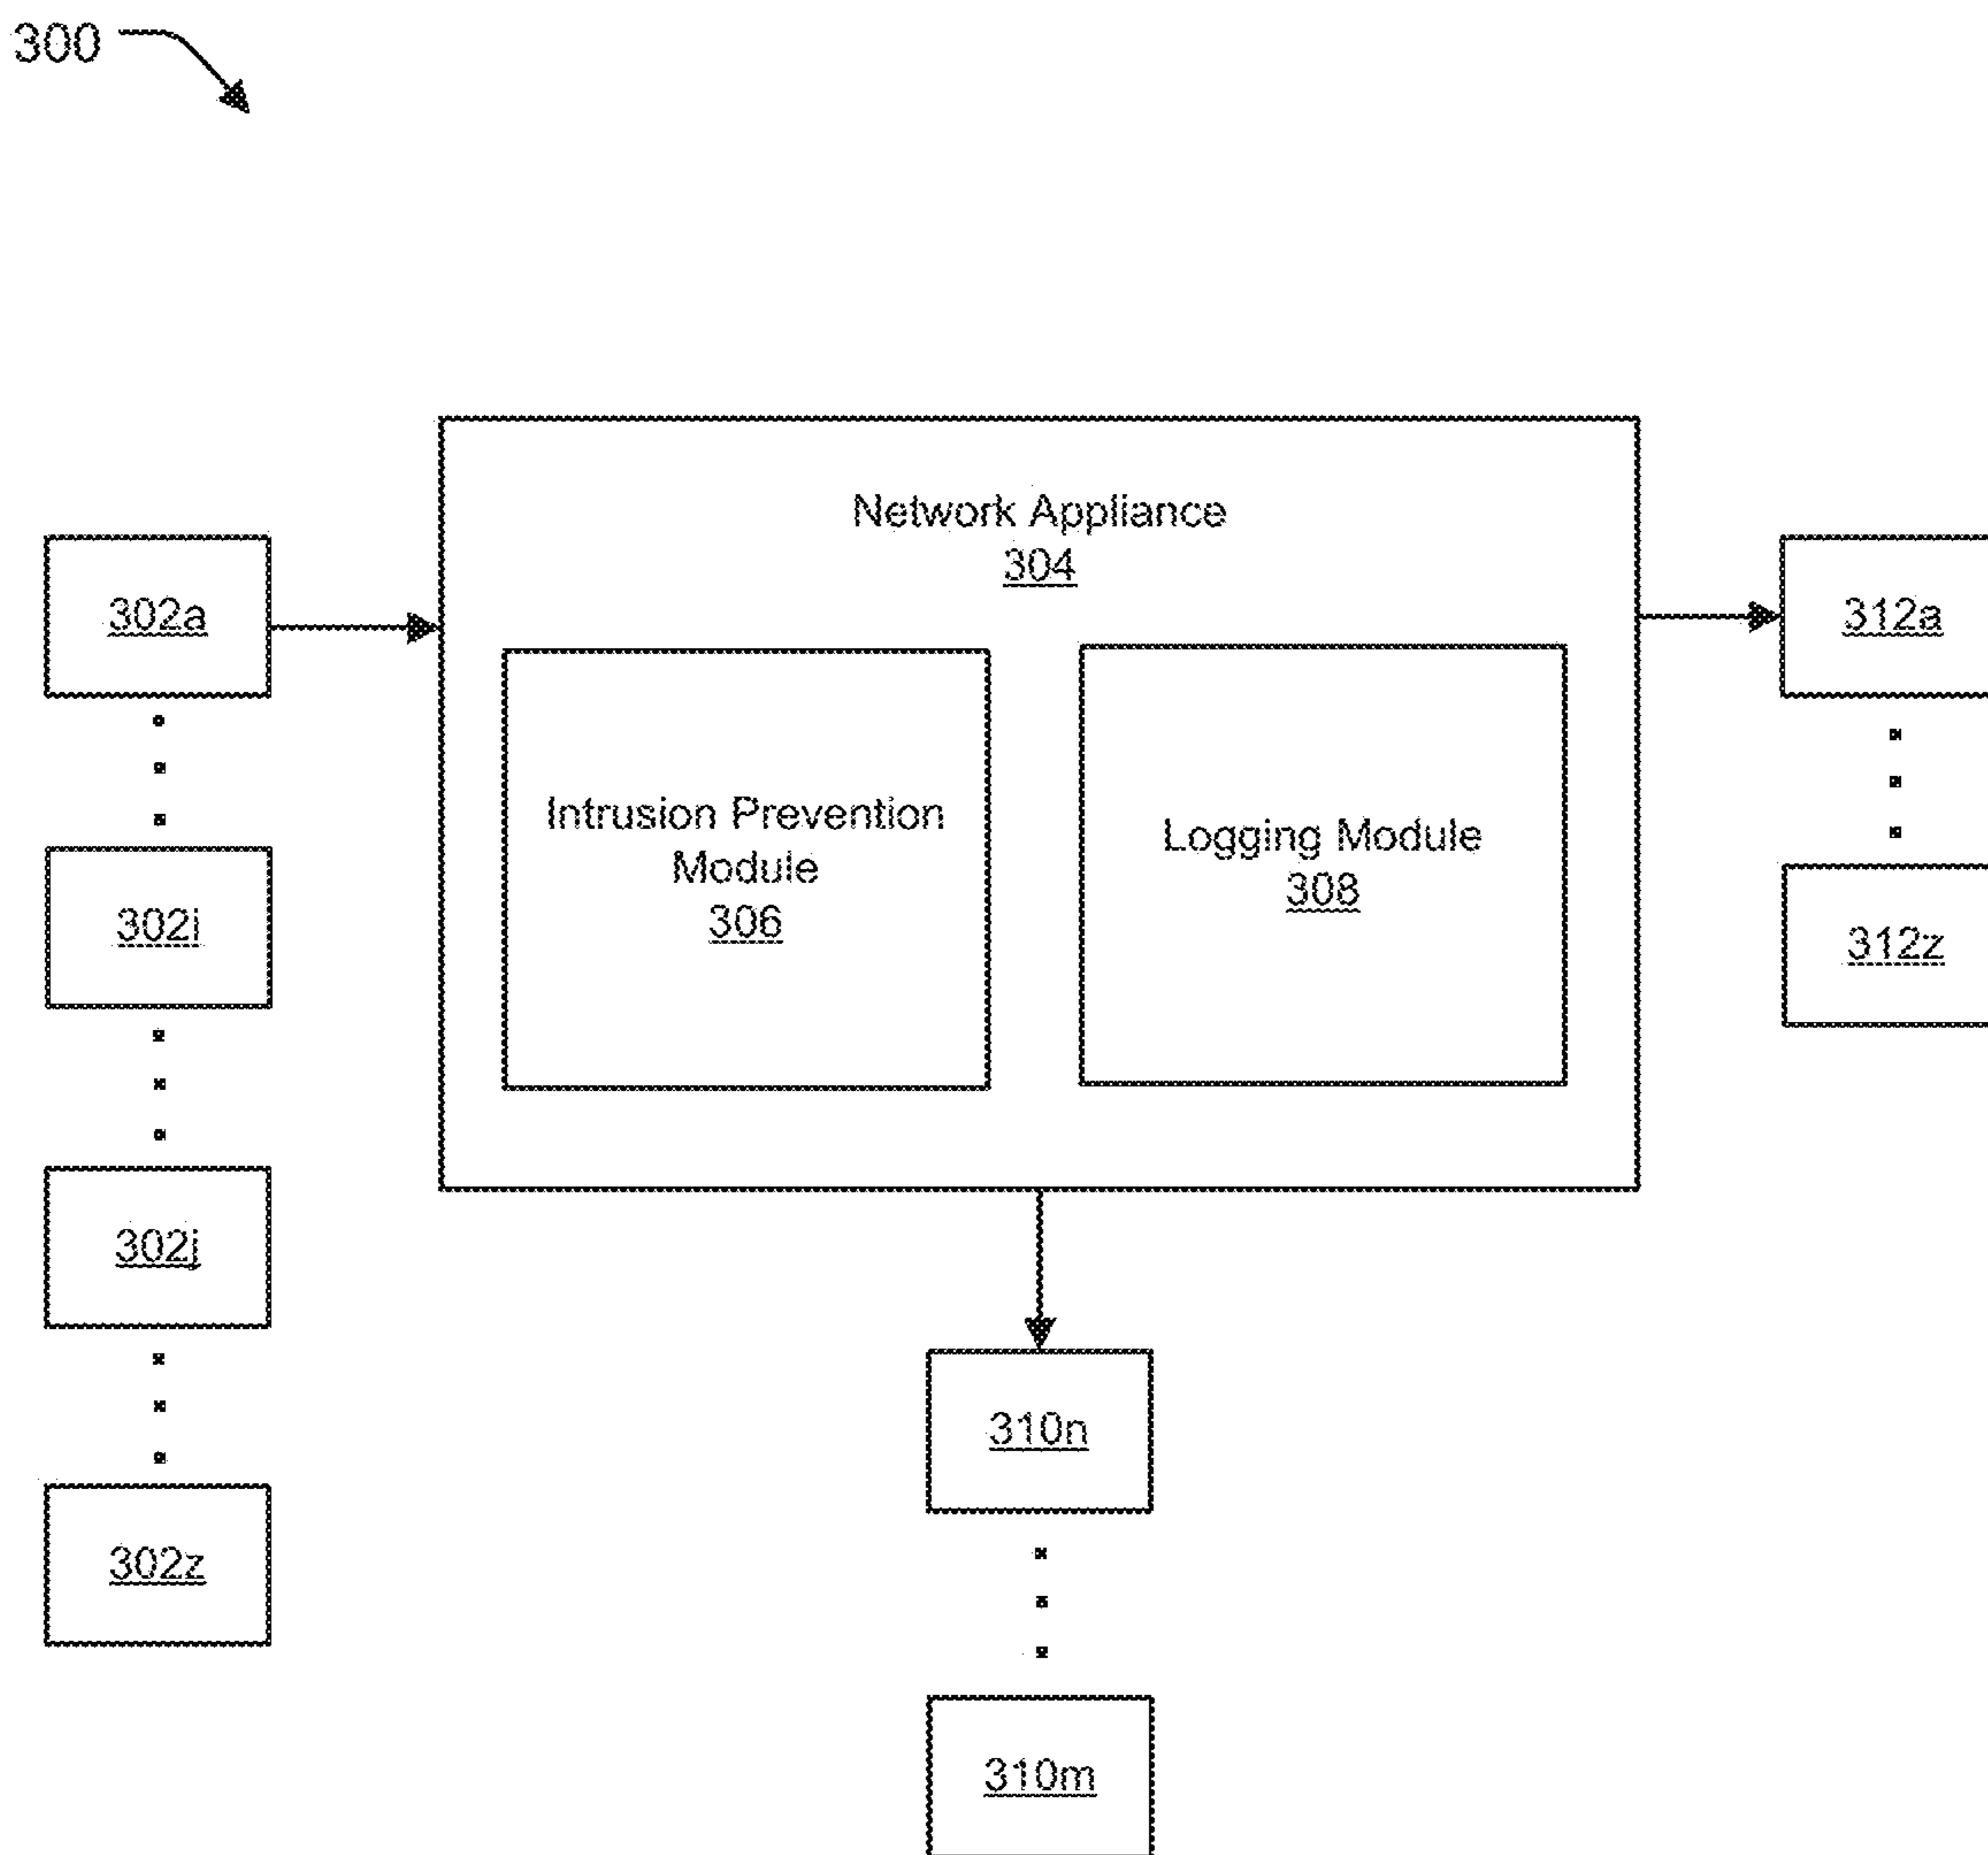 300
Network Appliance
304
302a
312a
Intrusion Prevention
Module
306
Logging Module
308
302i
312z
302j
310n
302z
310m